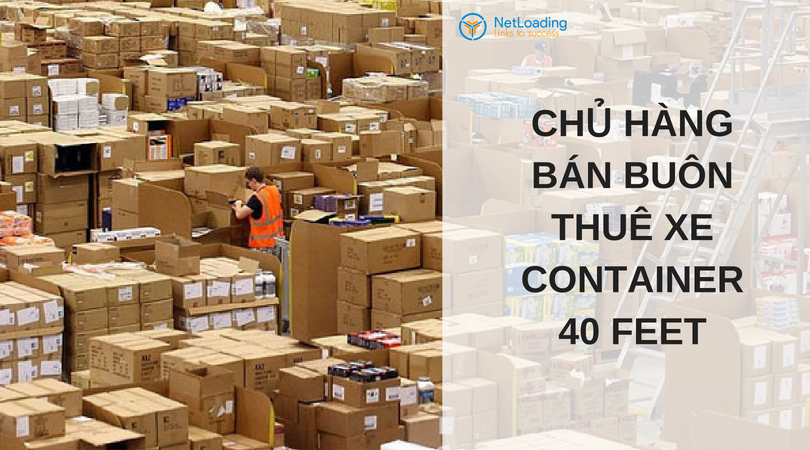 NetLoading
Links to success
CHỦ HÀNG
BÁN BUÔN
THUÊ XE
CONTAINER
40 FEET